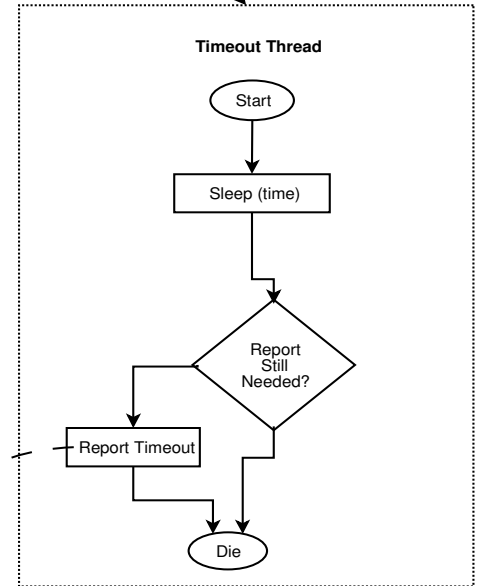 Timeout Thread
Start
Sleep (time)
Report
Still
Needed?
Report Timeout
Die